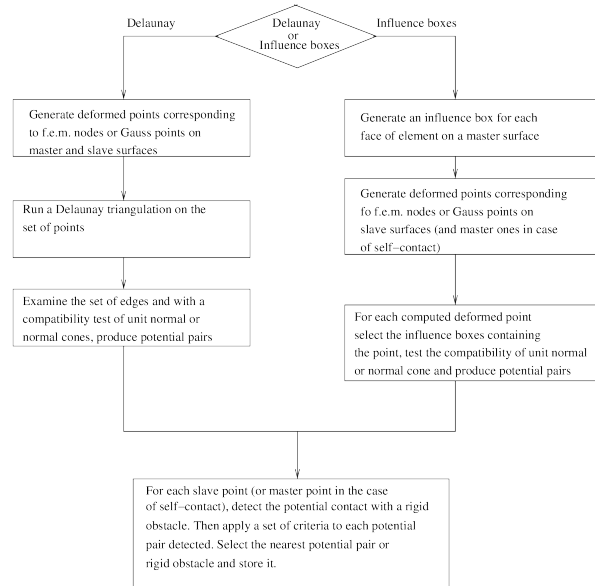 Delaunay
Delaunay
or
Influence boxes
Influence boxes
Generate deformed points corresponding
to f.e.m. nodes or Gauss points on
master and slave surfaces
Run a Delaunay triangulation on the
set of points
Examine the set of edges and with a
compatibility test of unit normal or
normal cones, produce potential pairs
Generate an influence box for each
face of element on a master surface
Generate deformed points corresponding
fo f.e.m. nodes or Gauss points on
slave surfaces (and master ones in case
of self−contact)
For each computed deformed point
select the influence boxes containing
the point, test the compatibility of unit normal
or normal cone and produce potential pairs
For each slave point (or master point in the case
of self−contact), detect the potential contact with a rigid
obstacle. Then apply a set of criteria to each potential
pair detected. Select the nearest potential pair or
rigid obstacle and store it.